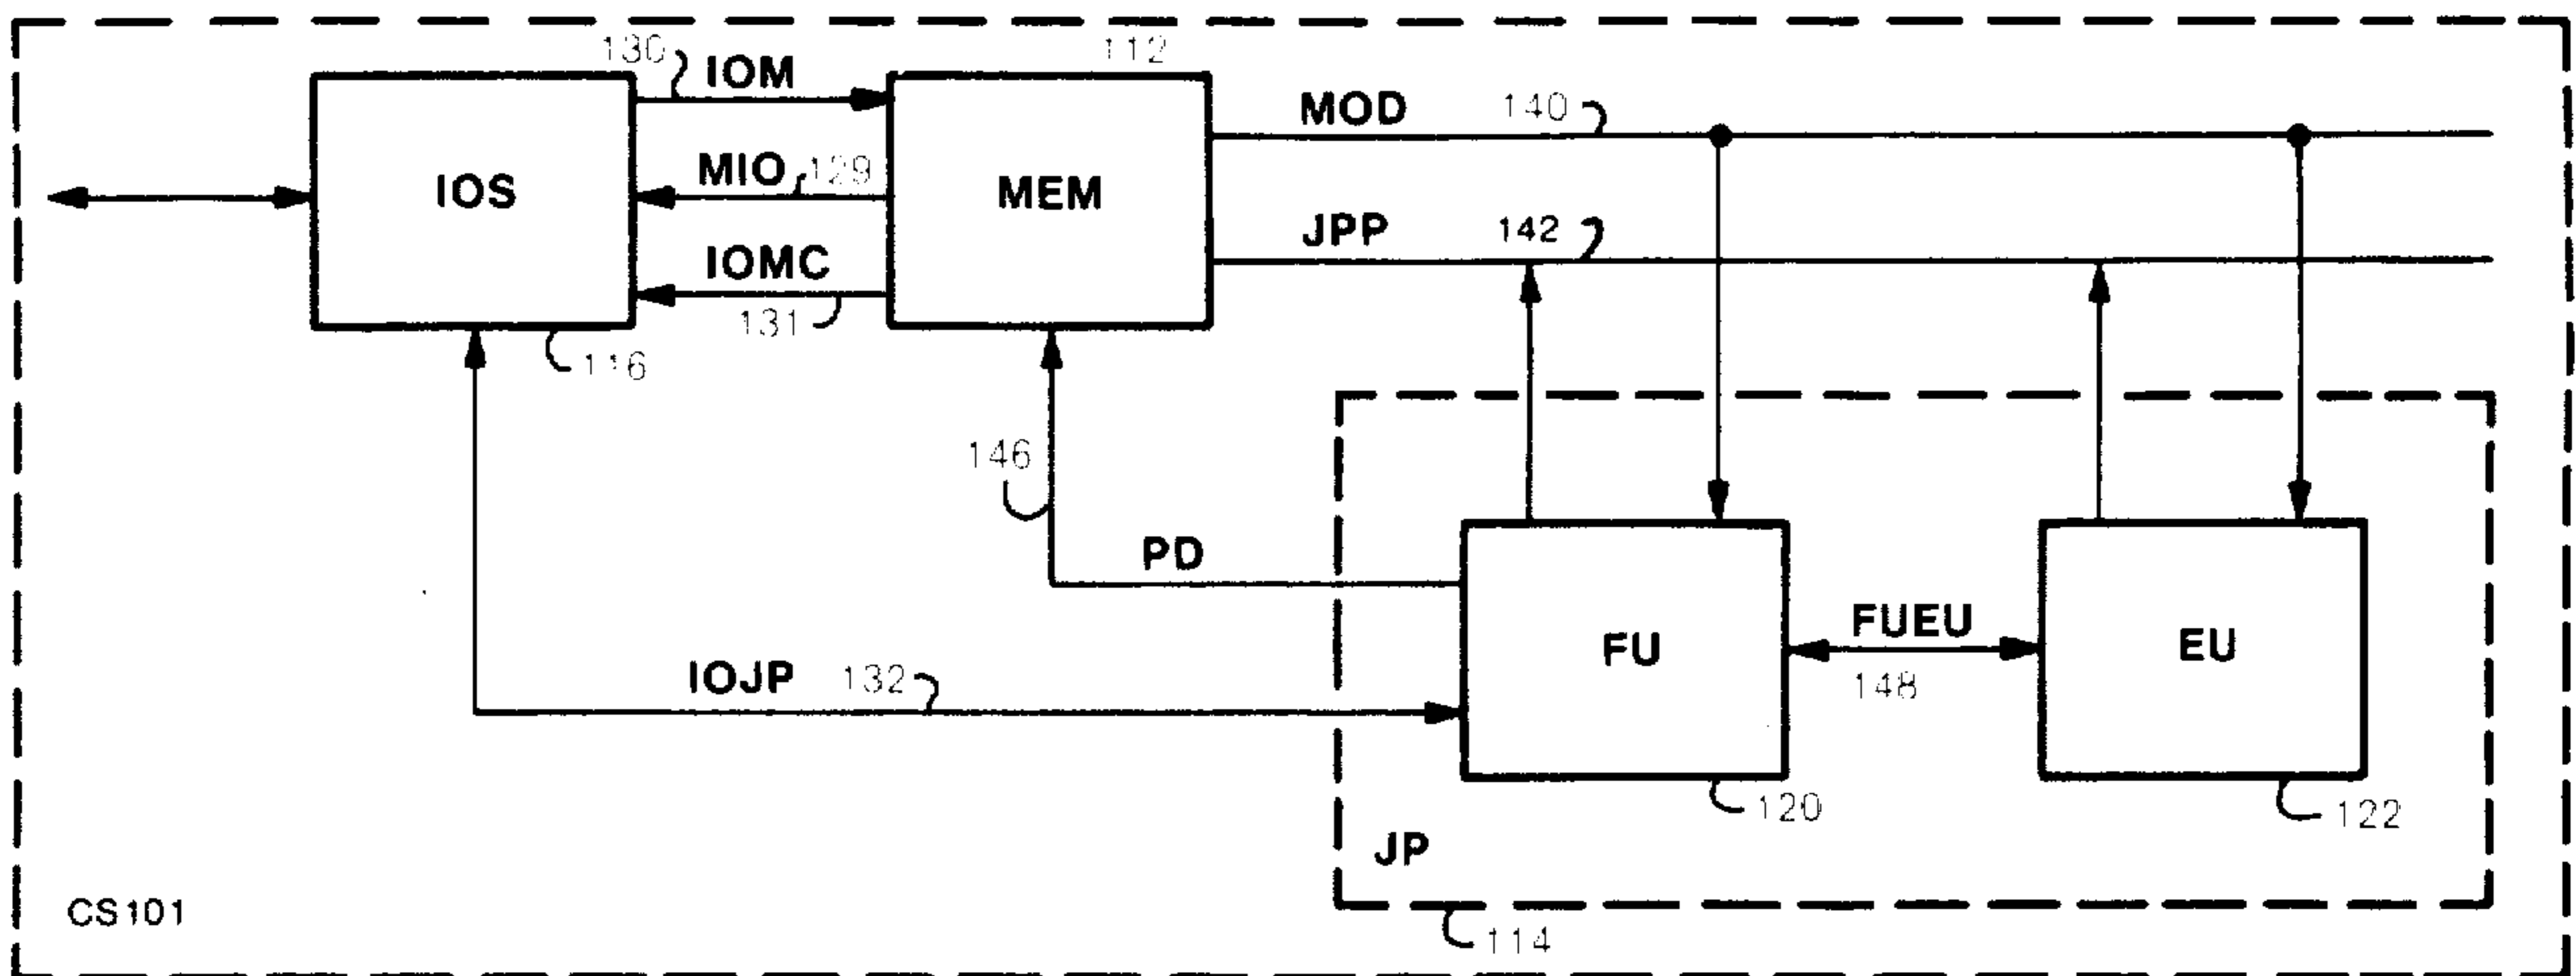 130 IOM
112
MOD 140
MIO 129
IOS
MEM
JPP 142
IOMC
131
116
146
PD
FUEU
FU
EU
IOJP 132
148
120
122
JP
CS101
114